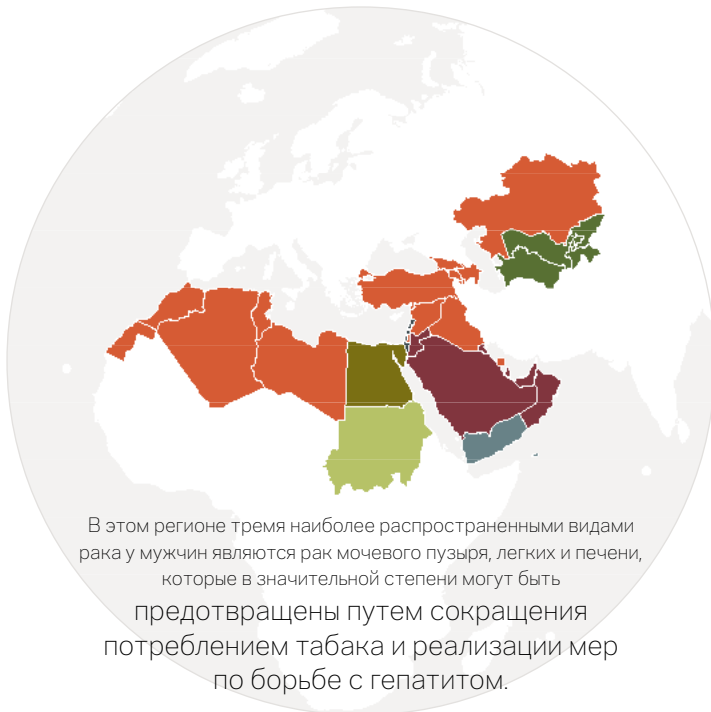 В этом регионе тремя наиболее распространенными видами
рака у мужчин являются рак мочевого пузыря, легких и печени,
которые в значительной степени могут быть
предотвращены путем сокращения
потреблением табака и реализации мер
по борьбе с гепатитом.